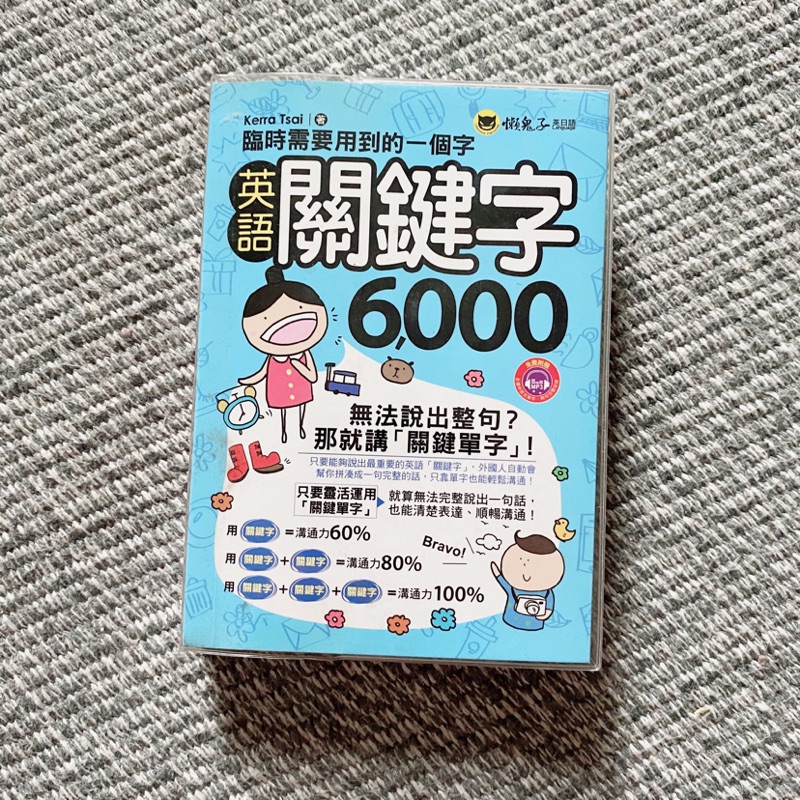 Kerra Tsai 著
懶鬼子 英日語
臨時需要用到的一個字
英語 關鍵字
6,000
免費附贈
MP3
無法說出整句？
那就講「關鍵單字」！
只要能夠說出最重要的英語「關鍵字」，外國人自動會
幫你拼湊成一句完整的話，只靠單字也能輕鬆溝通！
只要靈活運用
「關鍵單字」
就算無法完整說出一句話，
也能清楚表達、順暢溝通！
用 關鍵字 =溝通力60%
用 關鍵字 + 關鍵字 =溝通力80%
用 關鍵字 + 關鍵字 + 關鍵字 =溝通力100%
Bravo!